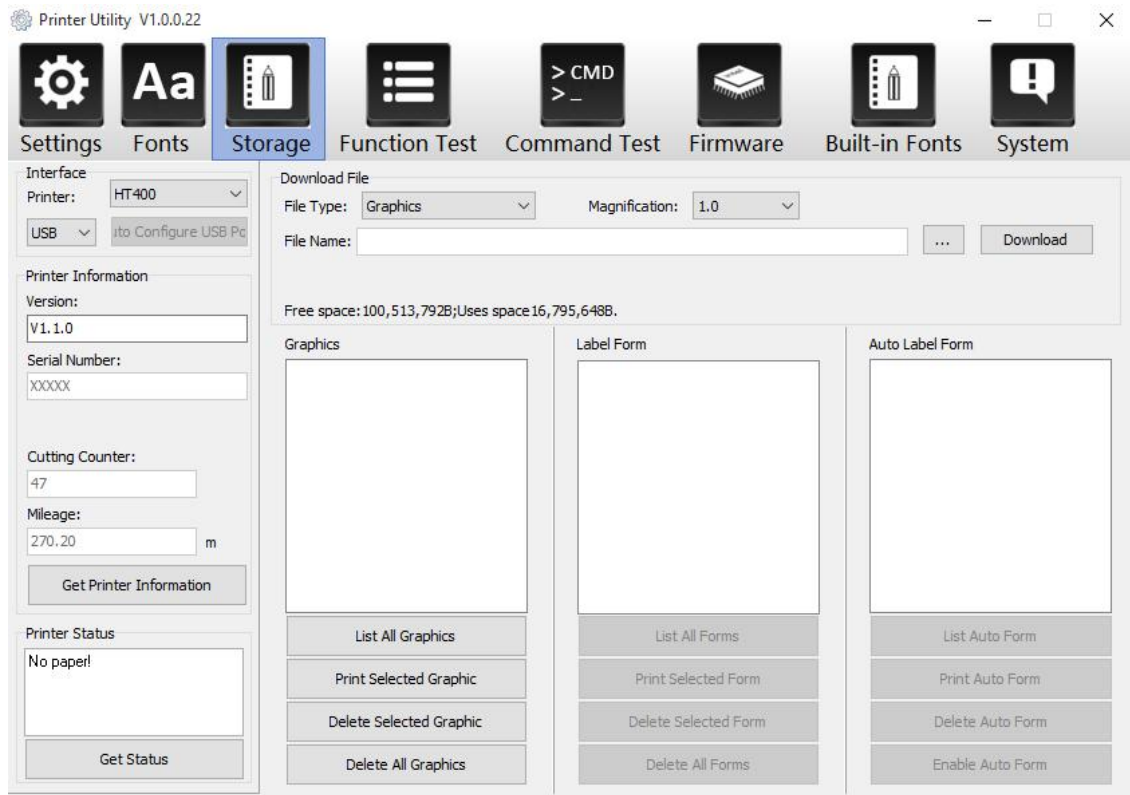 Printer Utility V1.0.0.22
Aa
> CMD
> _
Settings Fonts Storage Function Test Command Test Firmware Built-in Fonts System
Interface
Printer: HT400
USB
Configure USB
Printer Information
Version:
V1.1.0
Serial Number:
XXXXX
Cutting Counter:
47
Mileage:
270.20 m
Get Printer Information
Printer Status
No paper!
Get Status
Download File
File Type: Graphics Magnification: 1.0
File Name: ... Download
Free space:100,513,792B;Uses space16,795,648B.
Graphics
List All Graphics
Print Selected Graphic
Delete Selected Graphic
Delete All Graphics
Label Form
List All Forms
Print Selected Form
Delete Selected Form
Delete All Forms
Auto Label Form
List Auto Form
Print Auto Form
Delete Auto Form
Enable Auto Form